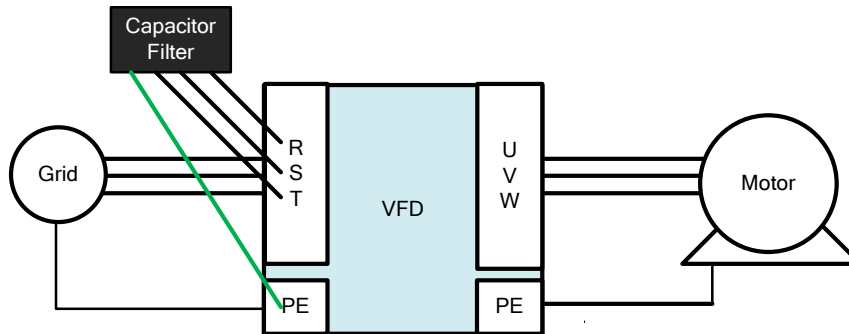 Capacitor
Filter
Grid
R
S
T
VFD
U
V
W
Motor
PE
PE